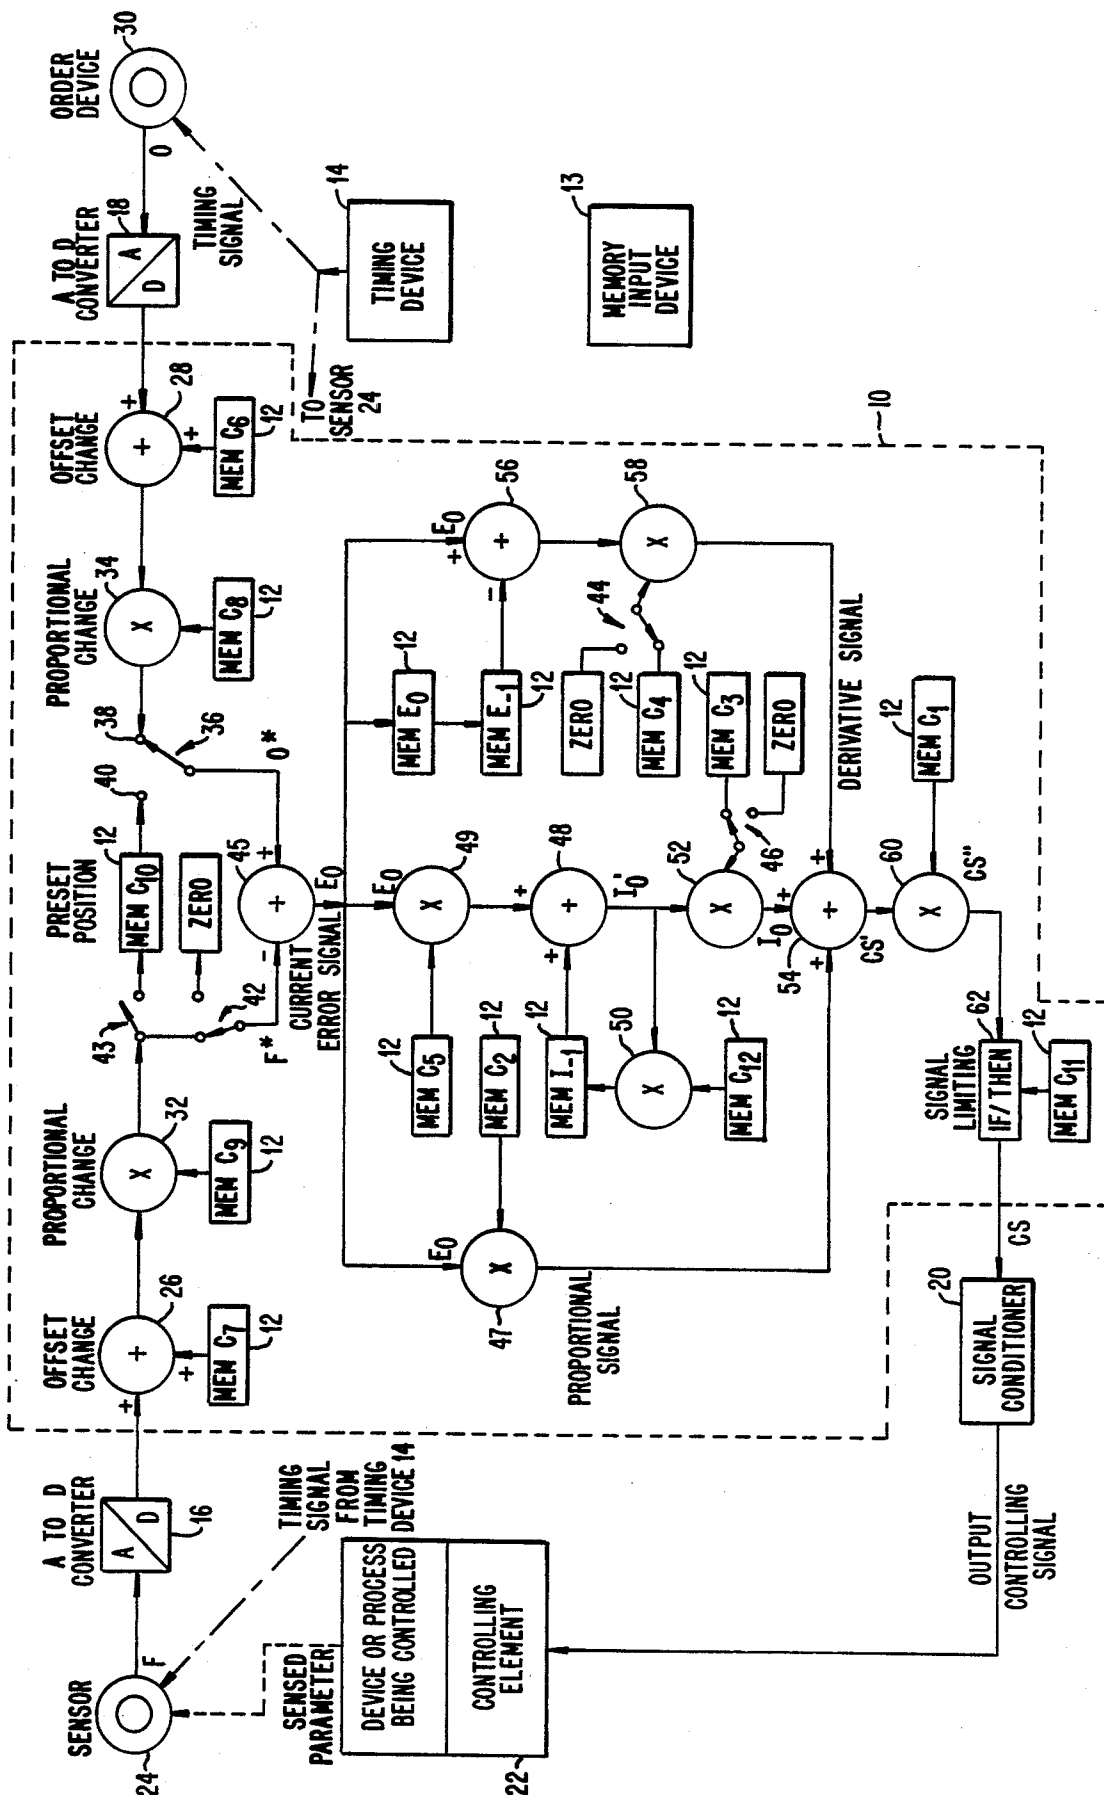 SENSOR
24
F
A TO D
CONVERTER
A
D
16
OFFSET
CHANGE
+
+
+
26
MEM C7
12
PROPORTIONAL
CHANGE
X
32
MEM C9
12
43
42
F*
PRESET
POSITION
MEM C10
12
ZERO
40
38
36
O*
PROPORTIONAL
CHANGE
34
X
MEM C8
12
OFFSET
CHANGE
+
+
+
28
MEM C6
12
A TO D
CONVERTER
18
A
D
O
ORDER
DEVICE
30
TIMING
SIGNAL
TIMING
SIGNAL
FROM
TIMING
DEVICE 14
SENSED
PARAMETER
DEVICE OR PROCESS
BEING CONTROLLED
CONTROLLING
ELEMENT
22
-
+
+
45
CURRENT
ERROR SIGNAL
E0
TO
SENSOR
24
TIMING
DEVICE
14
MEMORY
INPUT
DEVICE
13
10
E0
X
47
PROPORTIONAL
SIGNAL
MEM C5
12
MEM C2
12
MEM I-1
12
50
X
MEM C12
12
E0
X
49
+
+
+
48
I0'
X
52
I0
MEM E0
12
MEM E-1
12
ZERO
44
MEM C4
12
MEM C3
12
ZERO
46
+
E0
-
+
56
X
58
DERIVATIVE SIGNAL
+
+
+
+
54
CS'
X
60
CS"
MEM C1
12
SIGNAL
LIMITING
IF/THEN
62
MEM C11
12
CS
20
SIGNAL
CONDITIONER
OUTPUT
CONTROLLING
SIGNAL